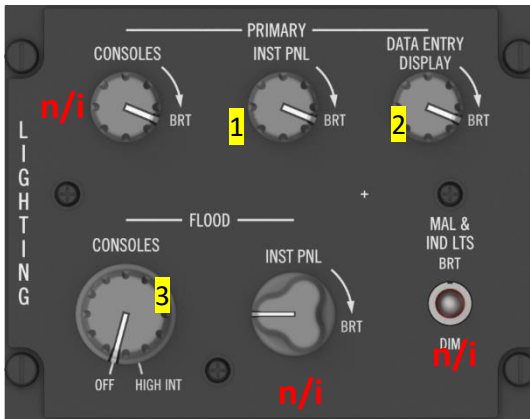 PRIMARY
CONSOLES
INST PNL
DATA ENTRY
DISPLAY
n/i
BRT
1
BRT
2
BRT
LIGHTING
FLOOD
CONSOLES
INST PNL
MAL &
IND LTS
BRT
3
BRT
OFF
HIGH INT
DIM
n/i
n/i